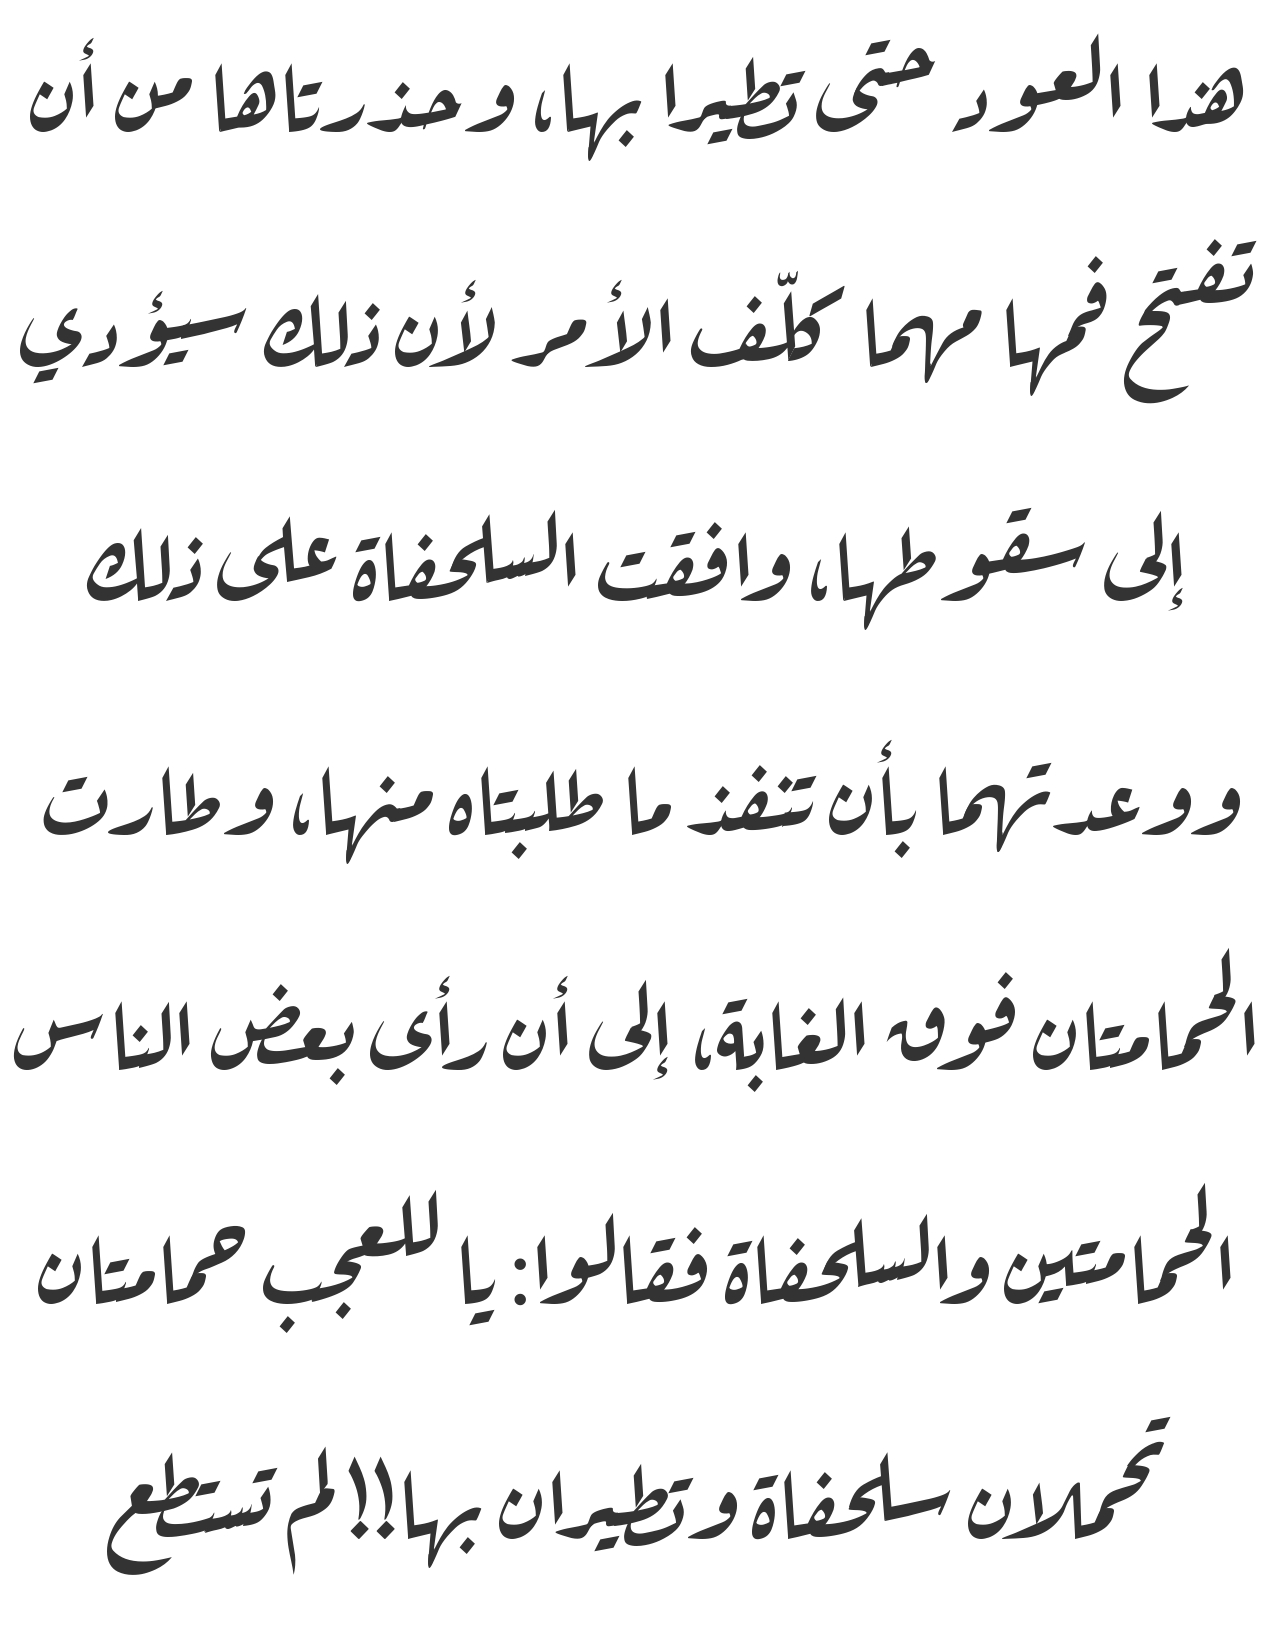 هذا العود حتى تطيرا بها، وحذرتاها من أن
تفتح فمها مهما كلّف الأمر لأن ذلك سيؤدي
إلى سقوطها، وافقت السلحفاة على ذلك
ووعدتهما بأن تنفذ ما طلبتاه منها، وطارت
الحمامتان فوق الغابة، إلى أن رأى بعض الناس
الحمامتين والسلحفاة فقالوا: يا للعجب حمامتان
تحملان سلحفاة وتطيران بها!! لم تستطع